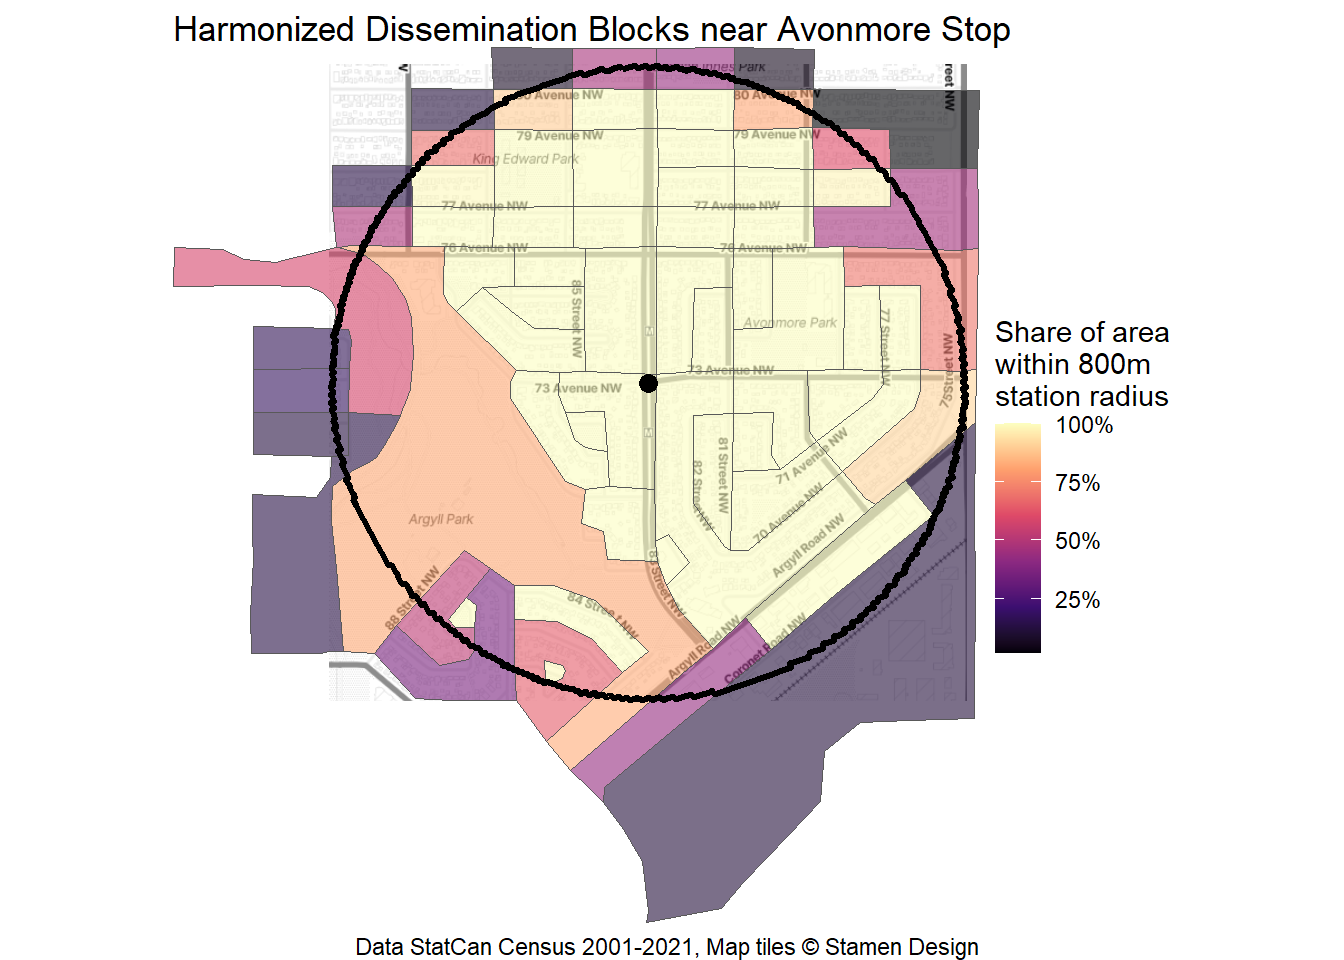 Harmonized Dissemination Blocks near Avonmore Stop
Innes Park
reet NW
80 Avenue NW
80 Avenue NW
79 Avenue NW
79 Avenue NW
King Edward Park
77 Avenue NW
77 Avenue NW
76 Avenue NW
76 Avenue NW
85 Street NW
Avonmore Park
77 Street NW
73 Avenue NW
73 Avenue NW
75 Street NW
81 Street NW
82 Street NW
71 Avenue NW
70 Avenue NW
Argyll Park
Argyll Road NW
83 Street NW
88 Street NW
84 Street NW
Argyll Road NW
Coronet Road NW
Share of area
within 800m
station radius
100%
75%
50%
25%
Data StatCan Census 2001-2021, Map tiles © Stamen Design